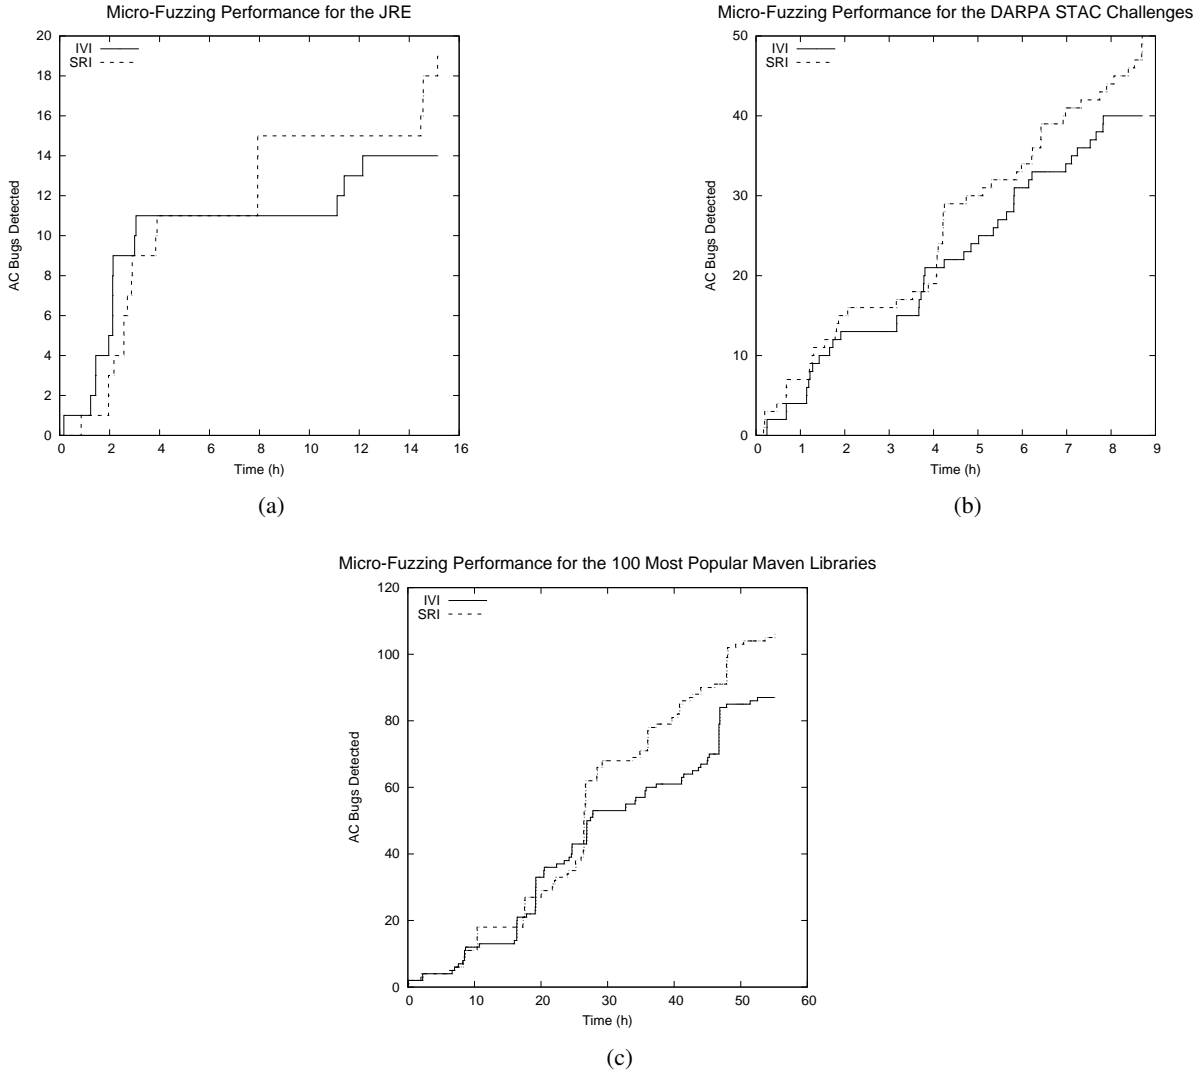 Micro-Fuzzing Performance for the JRE
20
18
16
14
12
10
8
6
4
2
0
0 2 4 6 8 10 12 14 16
AC Bugs Detected
Time (h)
IVI
SRI
(a)
Micro-Fuzzing Performance for the DARPA STAC Challenges
50
40
30
20
10
0
0 1 2 3 4 5 6 7 8 9
AC Bugs Detected
Time (h)
IVI
SRI
(b)
Micro-Fuzzing Performance for the 100 Most Popular Maven Libraries
120
100
80
60
40
20
0
0 10 20 30 40 50 60
AC Bugs Detected
Time (h)
IVI
SRI
(c)